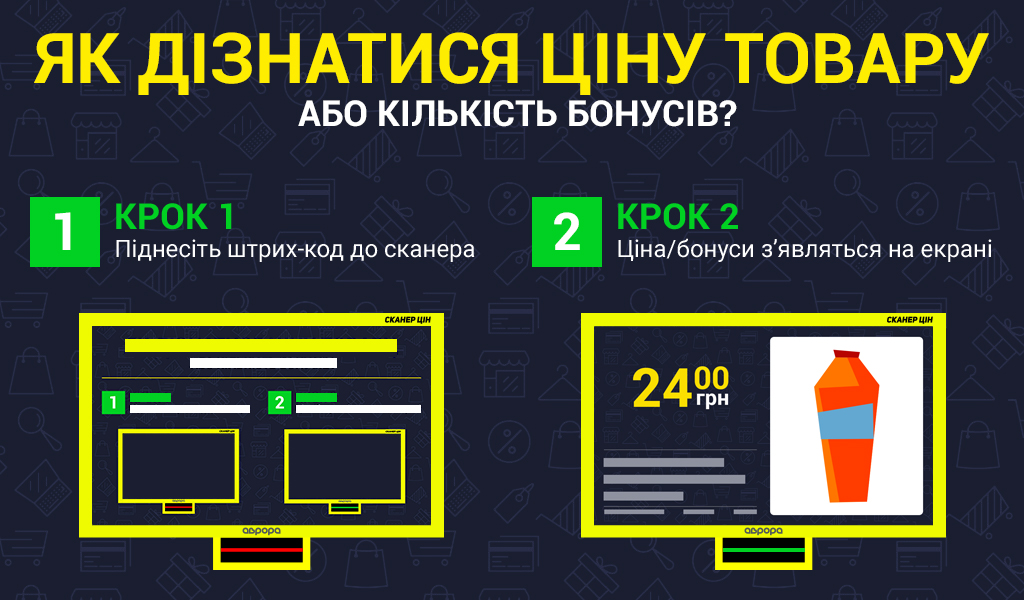 ЯК ДІЗНАТИСЯ ЦІНУ ТОВАРУ
АБО КІЛЬКІСТЬ БОНУСІВ?
1
КРОК 1
Піднесіть штрих-код до сканера
2
КРОК 2
Ціна/бонуси з’являться на екрані
СКАНЕР ЦІН
1
2
аврора
СКАНЕР ЦІН
24 00
грн
аврора